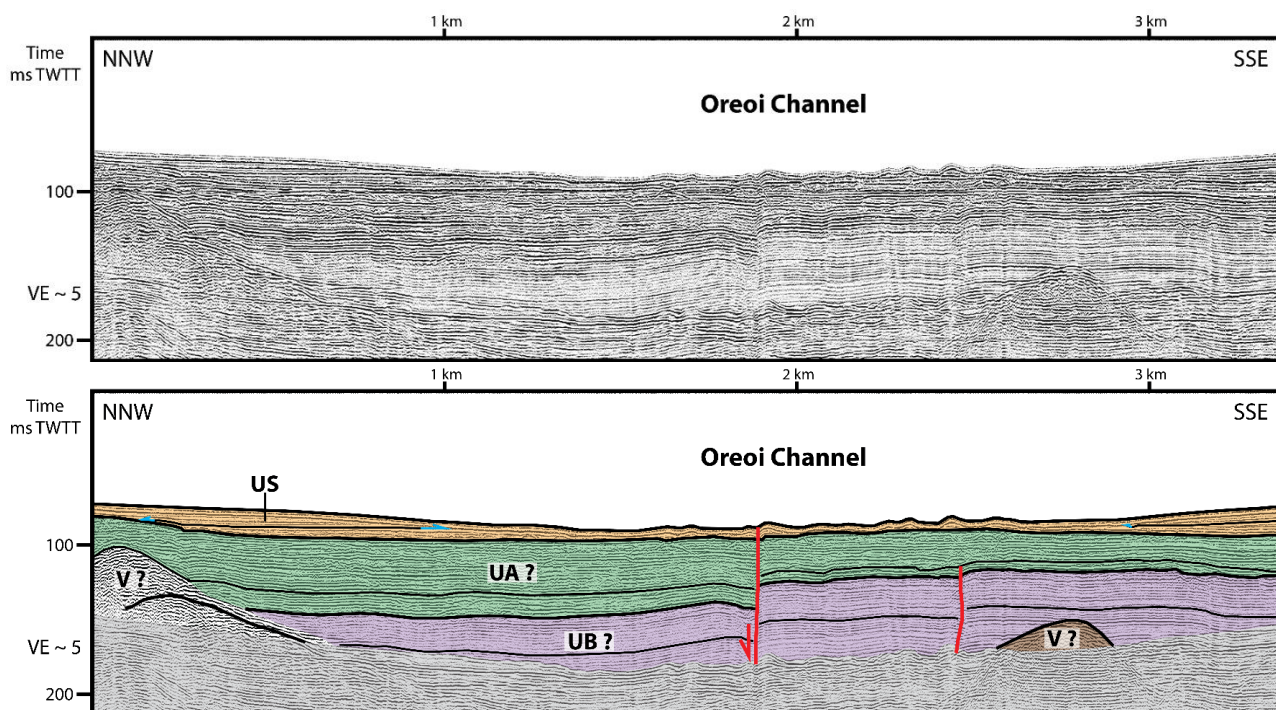 1 km 2 km 3 km
Time
ms TWTT
NNW SSE
Oreoi Channel
100
VE ~ 5
200
1 km 2 km 3 km
Time
ms TWTT
NNW SSE
Oreoi Channel
US
100
UA ?
V ?
UB ? V ?
VE ~ 5
200